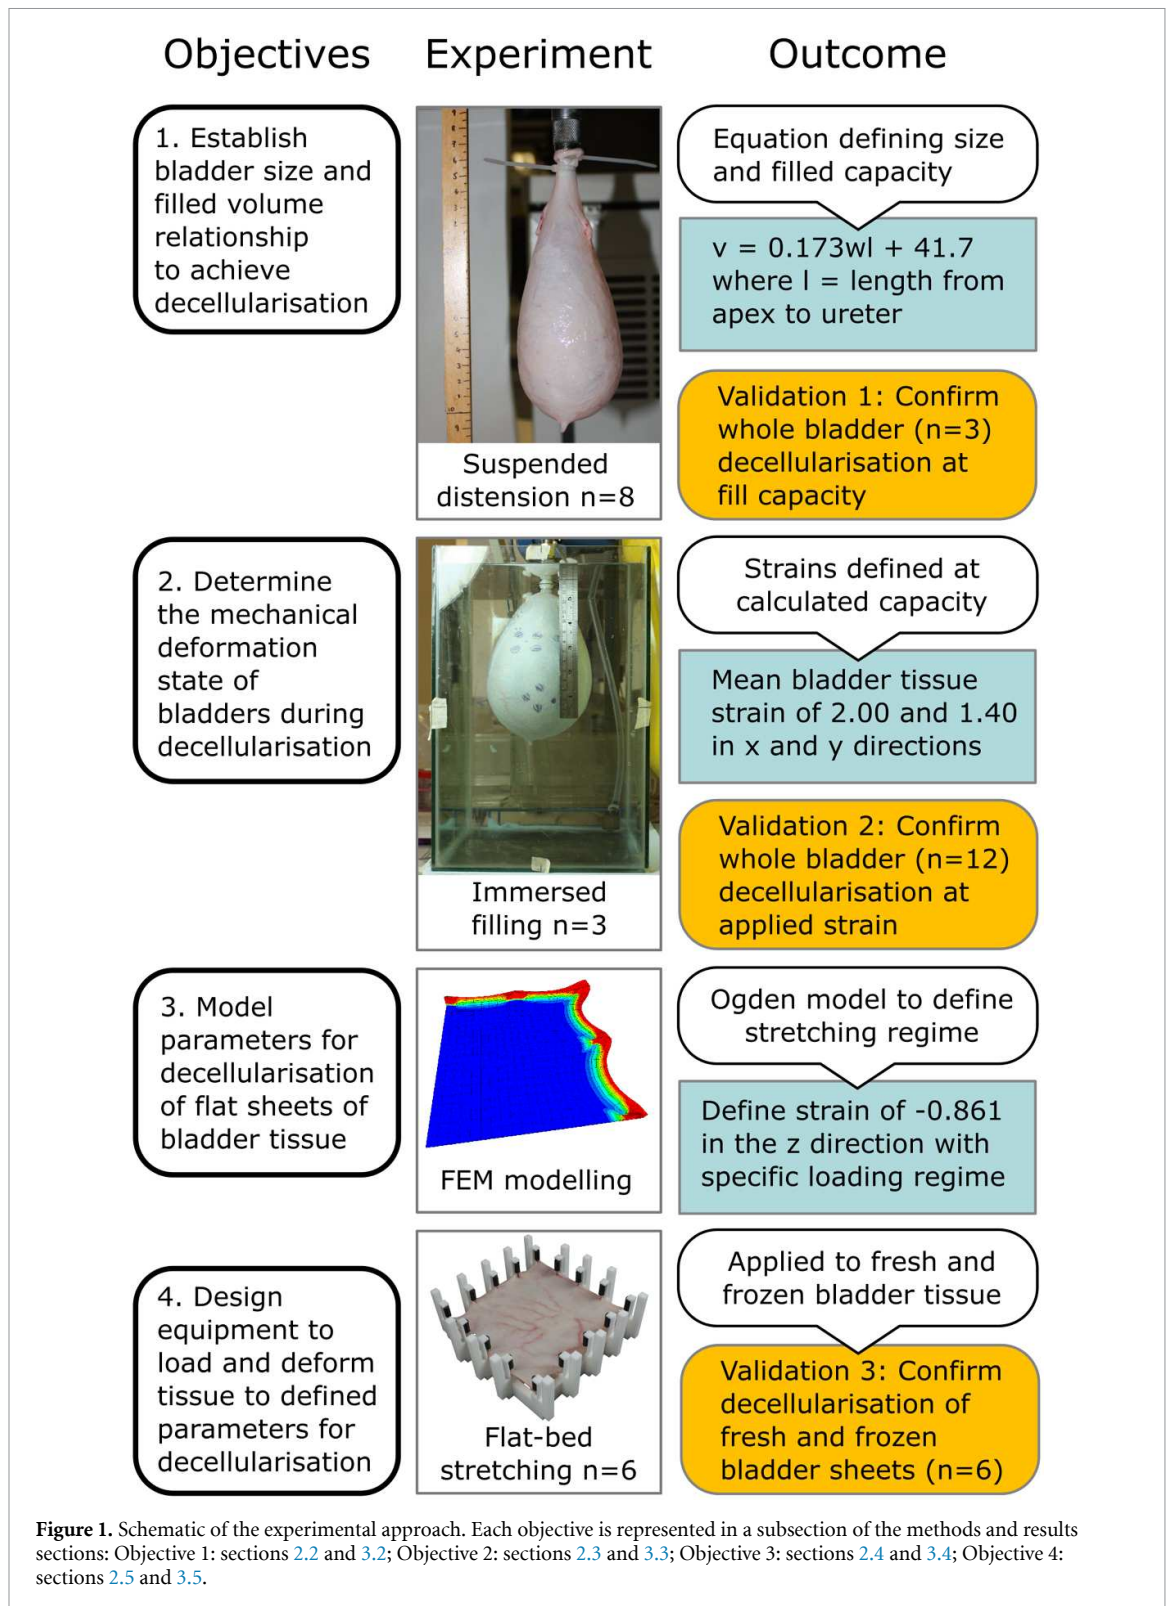 Objectives
Experiment
Outcome
1. Establish
bladder size and
filled volume
relationship
to achieve
decellularisation
Suspended
distension n=8
Equation defining size
and filled capacity
v = 0.173wl + 41.7
where l = length from
apex to ureter
Validation 1: Confirm
whole bladder (n=3)
decellularisation at
fill capacity
2. Determine
the mechanical
deformation
state of
bladders during
decellularisation
Immersed
filling n=3
Strains defined at
calculated capacity
Mean bladder tissue
strain of 2.00 and 1.40
in x and y directions
Validation 2: Confirm
whole bladder (n=12)
decellularisation at
applied strain
3. Model
parameters for
decellularisation
of flat sheets of
bladder tissue
FEM modelling
Ogden model to define
stretching regime
Define strain of -0.861
in the z direction with
specific loading regime
4. Design
equipment to
load and deform
tissue to defined
parameters for
decellularisation
Flat-bed
stretching n=6
Applied to fresh and
frozen bladder tissue
Validation 3: Confirm
decellularisation of
fresh and frozen
bladder sheets (n=6)
Figure 1. Schematic of the experimental approach. Each objective is represented in a subsection of the methods and results
sections: Objective 1: sections 2.2 and 3.2; Objective 2: sections 2.3 and 3.3; Objective 3: sections 2.4 and 3.4; Objective 4:
sections 2.5 and 3.5.